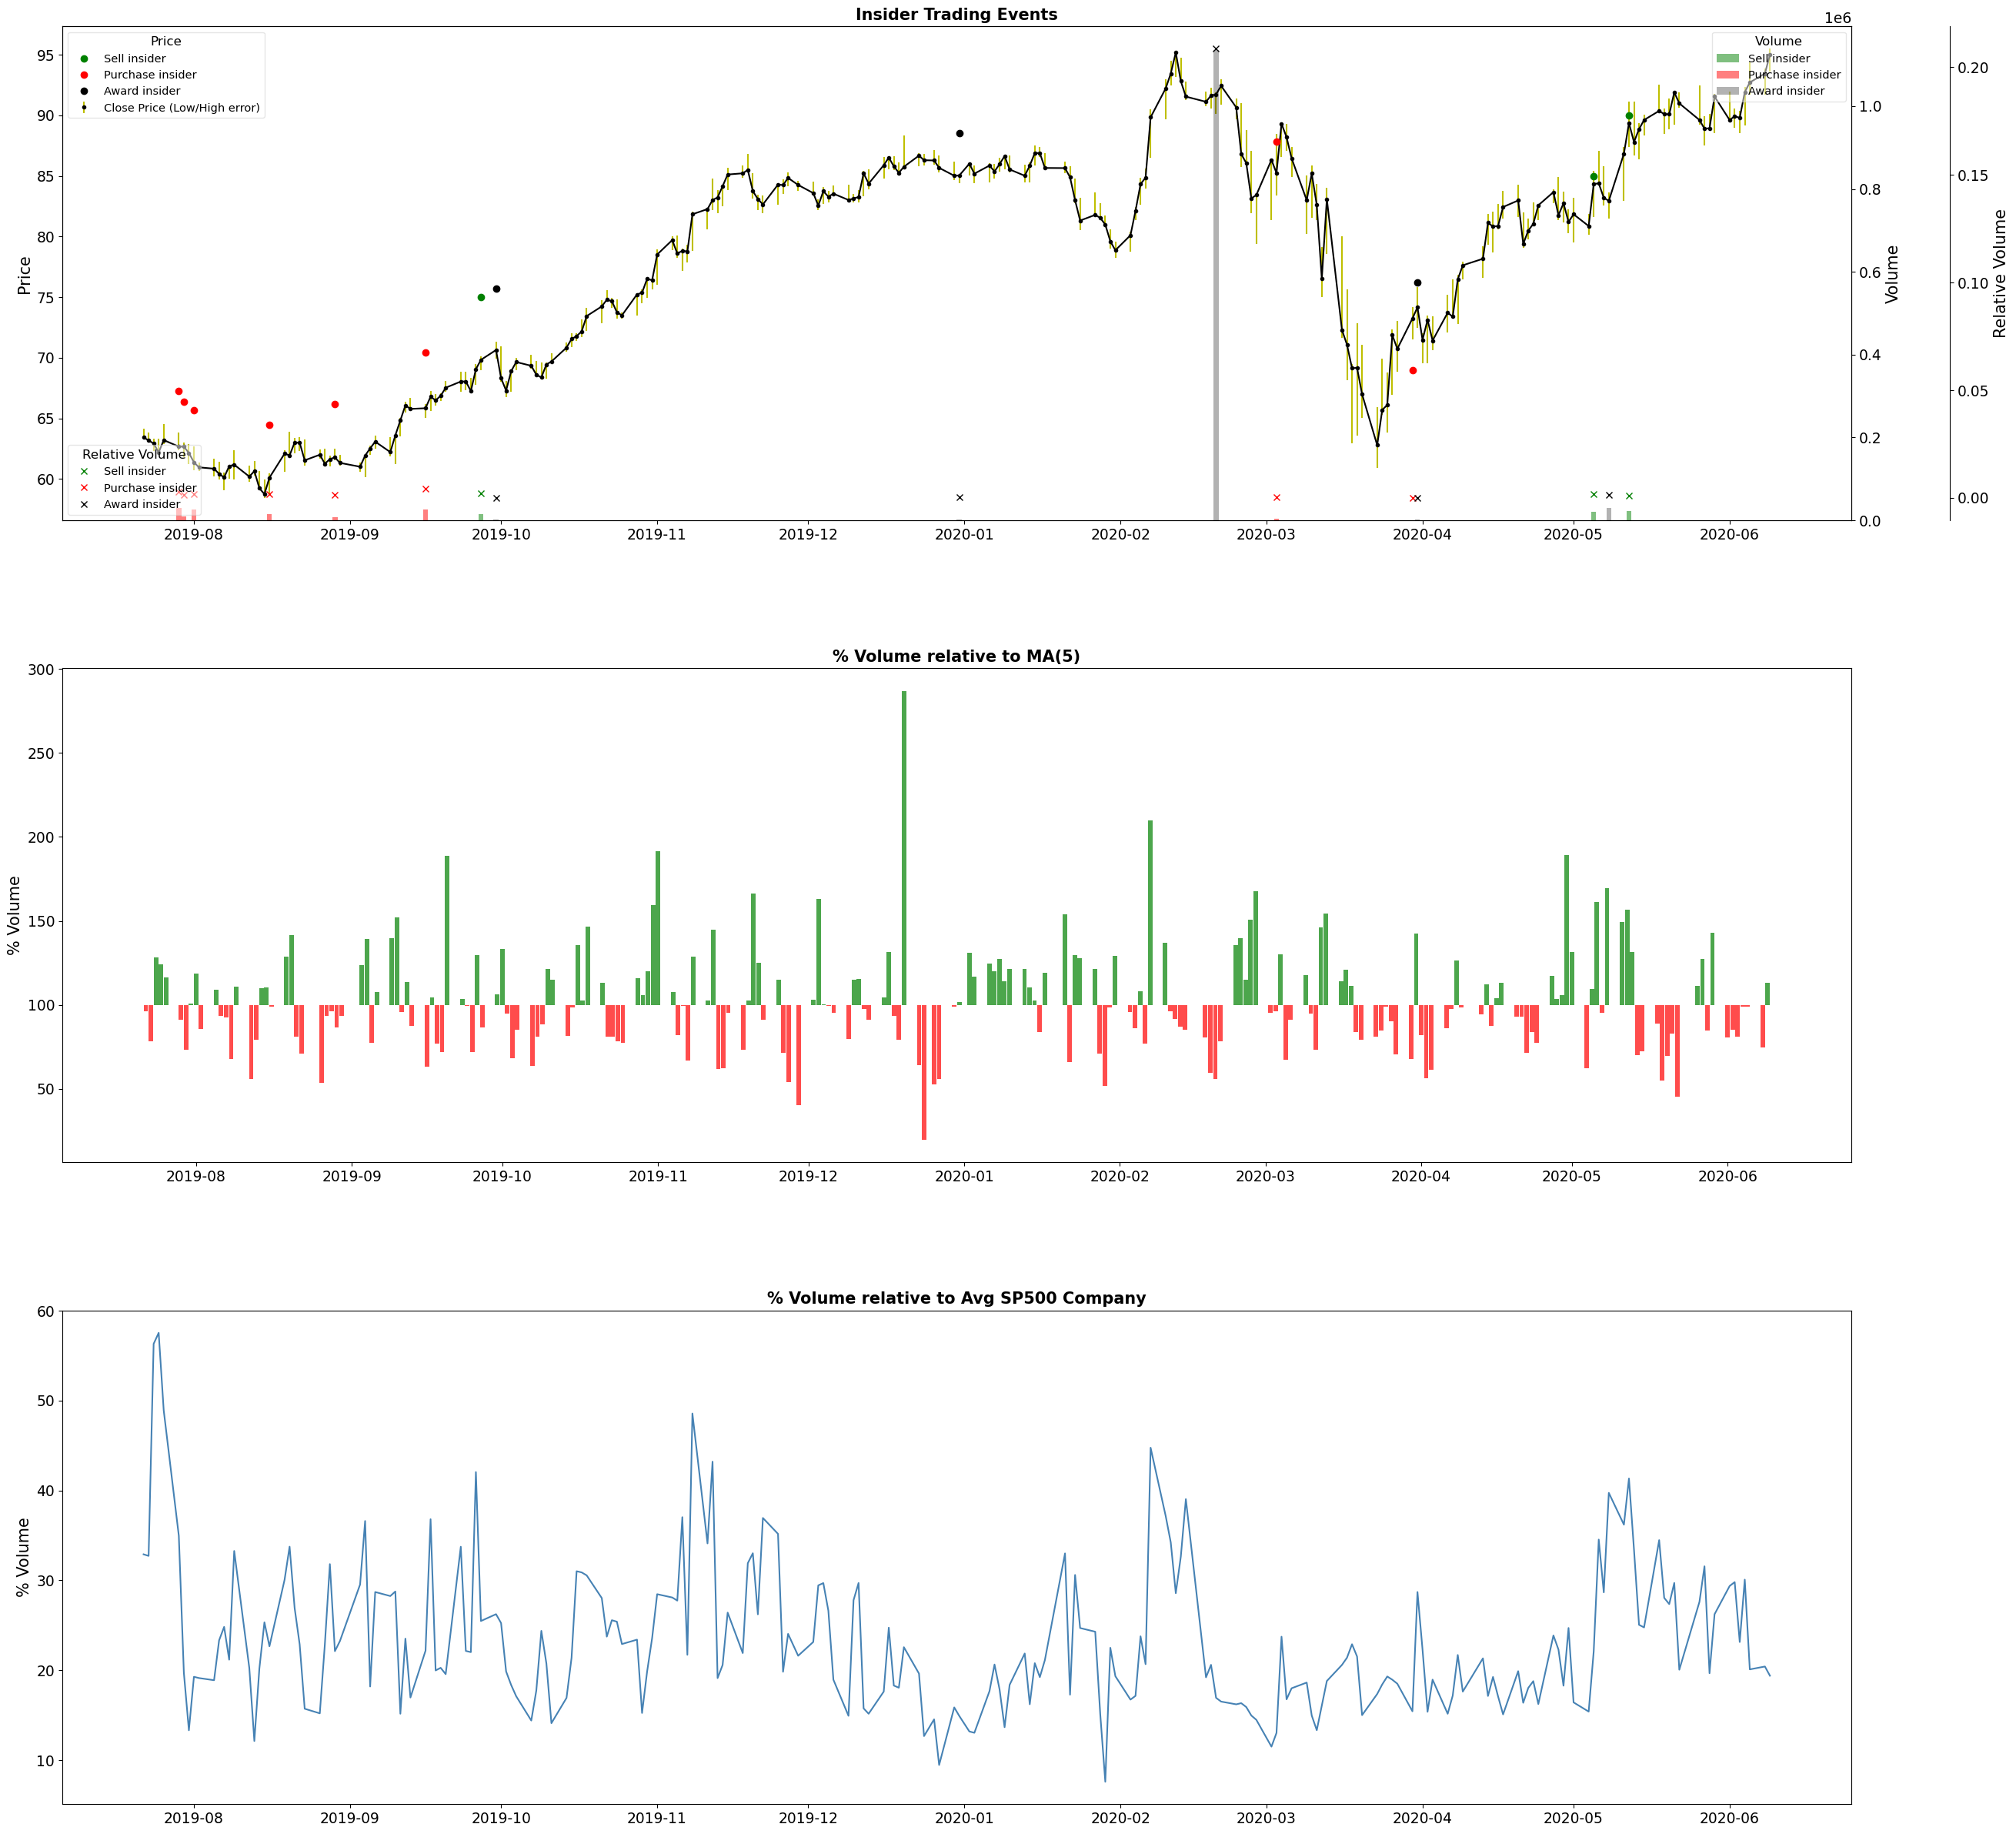 Insider Trading Events
1e6
Price
Sell insider
Purchase insider
Award insider
Close Price (Low/High error)
Volume
Sell insider
Purchase insider
Award insider
Relative Volume
Sell insider
Purchase insider
Award insider
95
90
85
80
75
70
65
60
Price
1.0
0.8
0.6
0.4
0.2
0.0
Volume
0.20
0.15
0.10
0.05
0.00
Relative Volume
2019-08 2019-09 2019-10 2019-11 2019-12 2020-01 2020-02 2020-03 2020-04 2020-05 2020-06
% Volume relative to MA(5)
300
250
200
150
100
50
% Volume
2019-08 2019-09 2019-10 2019-11 2019-12 2020-01 2020-02 2020-03 2020-04 2020-05 2020-06
% Volume relative to Avg SP500 Company
60
50
40
30
20
10
% Volume
2019-08 2019-09 2019-10 2019-11 2019-12 2020-01 2020-02 2020-03 2020-04 2020-05 2020-06